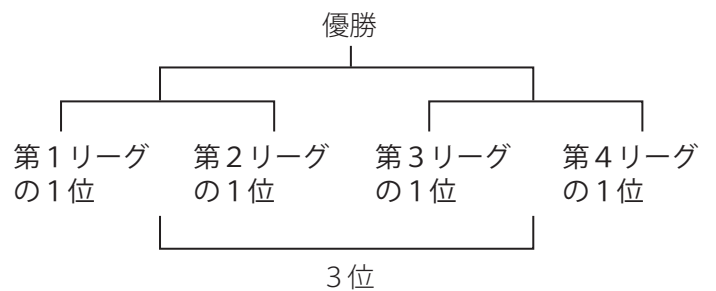 優勝
第1リーグ
の1位
第2リーグ
の1位
第3リーグ
の1位
第4リーグ
の1位
3位